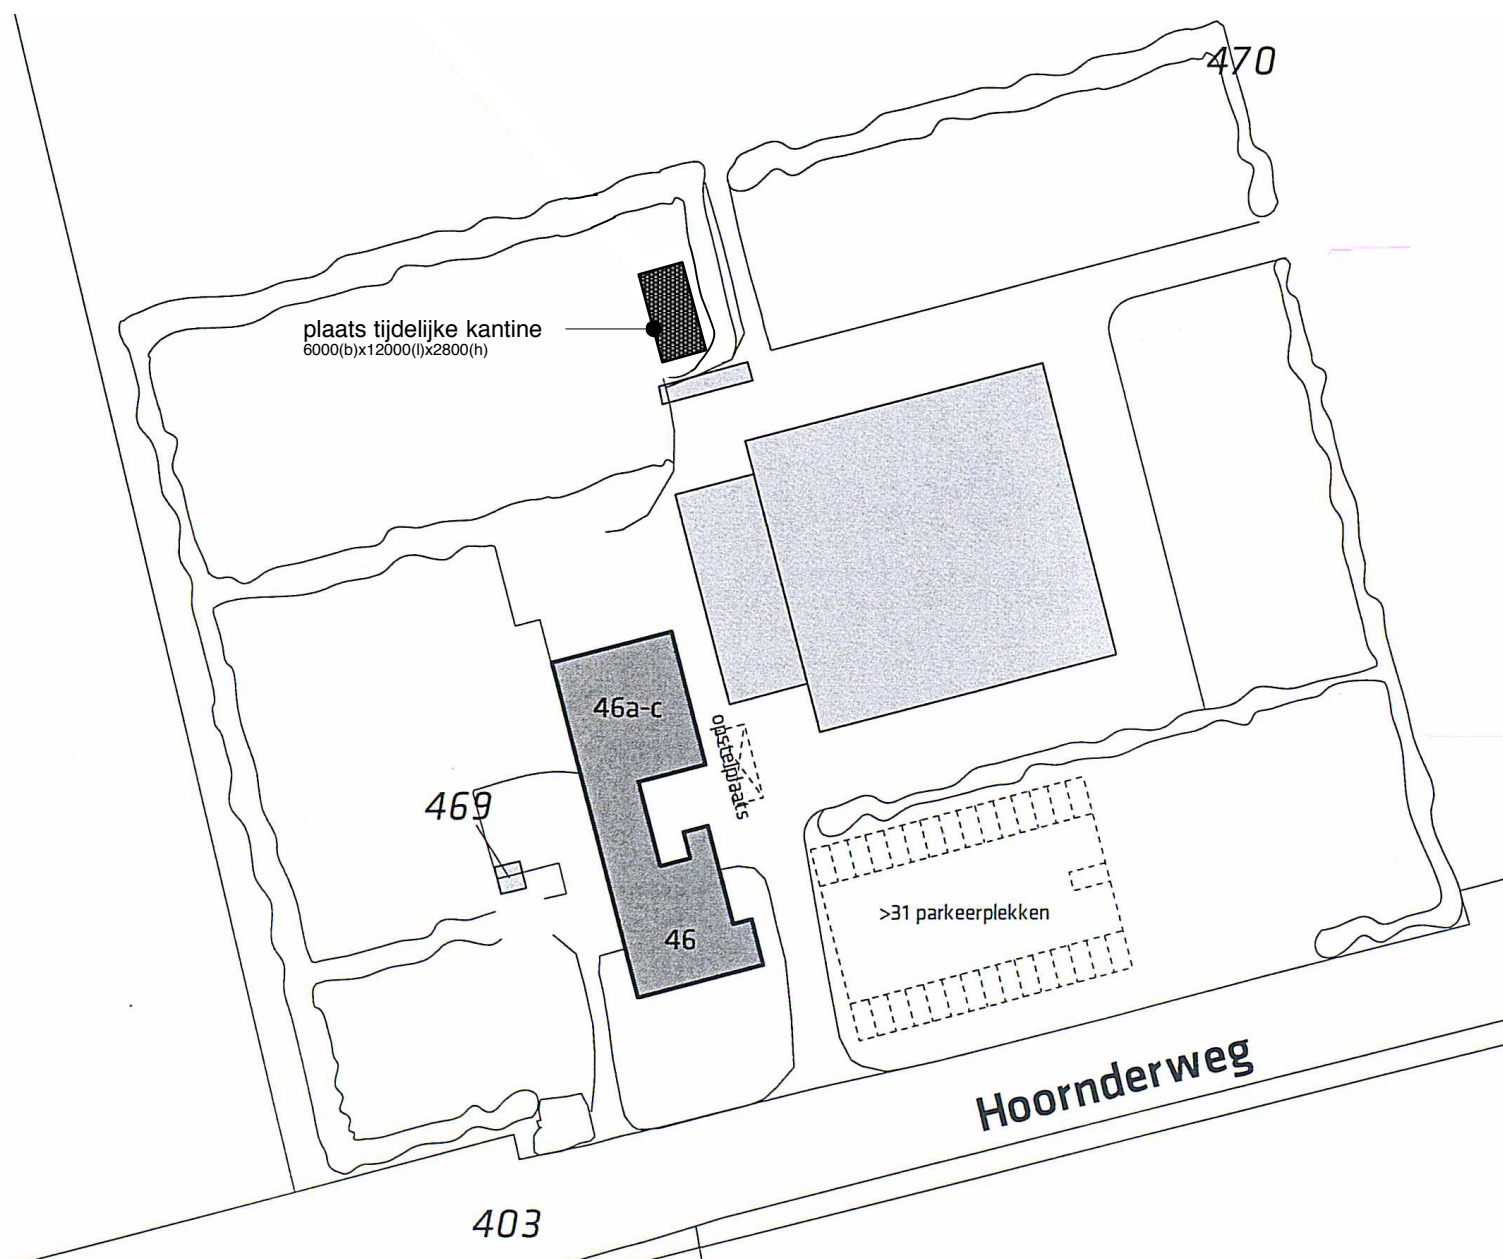 470
plaats tijdelijke kantine
6000(b)x12000(l)x2800(h)
46a-c
opstelplaats
469
>31 parkeerplekken
46
Hoornderweg
403